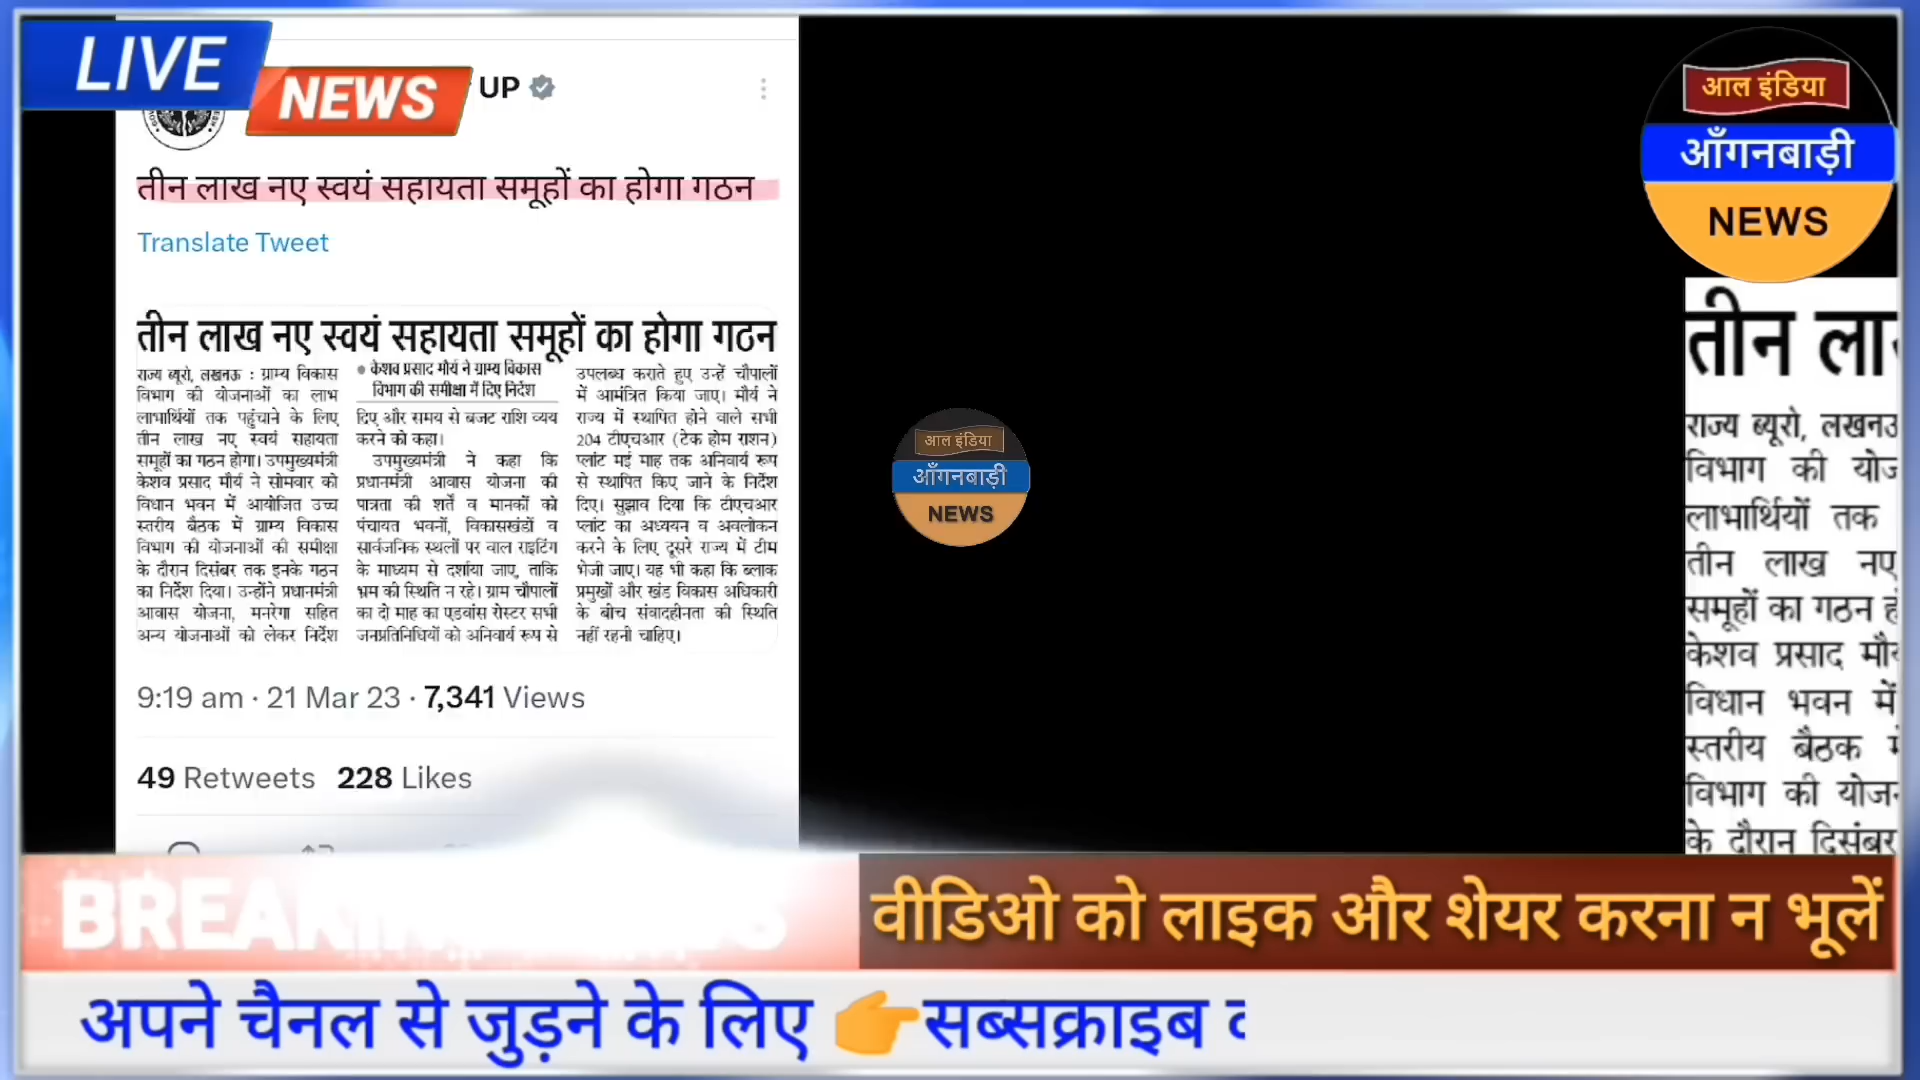 LIVE
NEWS
UP
तीन लाख नए स्वयं सहायता समूहों का होगा गठन
Translate Tweet
तीन लाख नए स्वयं सहायता समूहों का होगा गठन
राज्य ब्यूरो, लखनऊ : ग्राम्य विकास
विभाग की योजनाओं का लाभ
लाभार्थियों तक पहुंचाने के लिए
तीन लाख नए स्वयं सहायता
समूहों का गठन होगा। उपमुख्यमंत्री
केशव प्रसाद मौर्य ने सोमवार को
विधान भवन में आयोजित उच्च
स्तरीय बैठक में ग्राम्य विकास
विभाग की योजनाओं की समीक्षा
के दौरान दिसंबर तक इनके गठन
का निर्देश दिया। उन्होंने प्रधानमंत्री
आवास योजना, मनरेगा सहित
अन्य योजनाओं को लेकर निर्देश
• केशव प्रसाद मौर्य ने ग्राम्य विकास
विभाग की समीक्षा में दिए निर्देश
दिए और समय से बजट राशि व्यय
करने को कहा।
उपमुख्यमंत्री ने कहा कि
प्रधानमंत्री आवास योजना की
पात्रता की शर्तें व मानकों को
पंचायत भवनों, विकासखंडों व
सार्वजनिक स्थलों पर वाल राइटिंग
के माध्यम से दर्शाया जाए, ताकि
भ्रम की स्थिति न रहे। ग्राम चौपालों
का दो माह का एडवांस रोस्टर सभी
जनप्रतिनिधियों को अनिवार्य रूप से
उपलब्ध कराते हुए उन्हें चौपालों
में आमंत्रित किया जाए। मौर्य ने
राज्य में स्थापित होने वाले सभी
204 टीएचआर (टेक होम राशन)
प्लांट मई माह तक अनिवार्य रूप
से स्थापित किए जाने के निर्देश
दिए। सुझाव दिया कि टीएचआर
प्लांट का अध्ययन व अवलोकन
करने के लिए दूसरे राज्य में टीम
भेजी जाए। यह भी कहा कि ब्लाक
प्रमुखों और खंड विकास अधिकारी
के बीच संवादहीनता की स्थिति
नहीं रहनी चाहिए।
9:19 am · 21 Mar 23 · 7,341 Views
49 Retweets 228 Likes
आल इंडिया
आँगनबाड़ी
NEWS
आल इंडिया
आँगनबाड़ी
NEWS
तीन
राज्य ब्यूरो, लखनऊ
विभाग की
लाभार्थियों तक
तीन लाख नए
समूहों का गठन
केशव प्रसाद
विधान भवन में
स्तरीय बैठक
विभाग की
के दौरान दिसंबर
वीडिओ को लाइक और शेयर करना न भूलें
अपने चैनल से जुड़ने के लिए 👉सब्सक्राइब